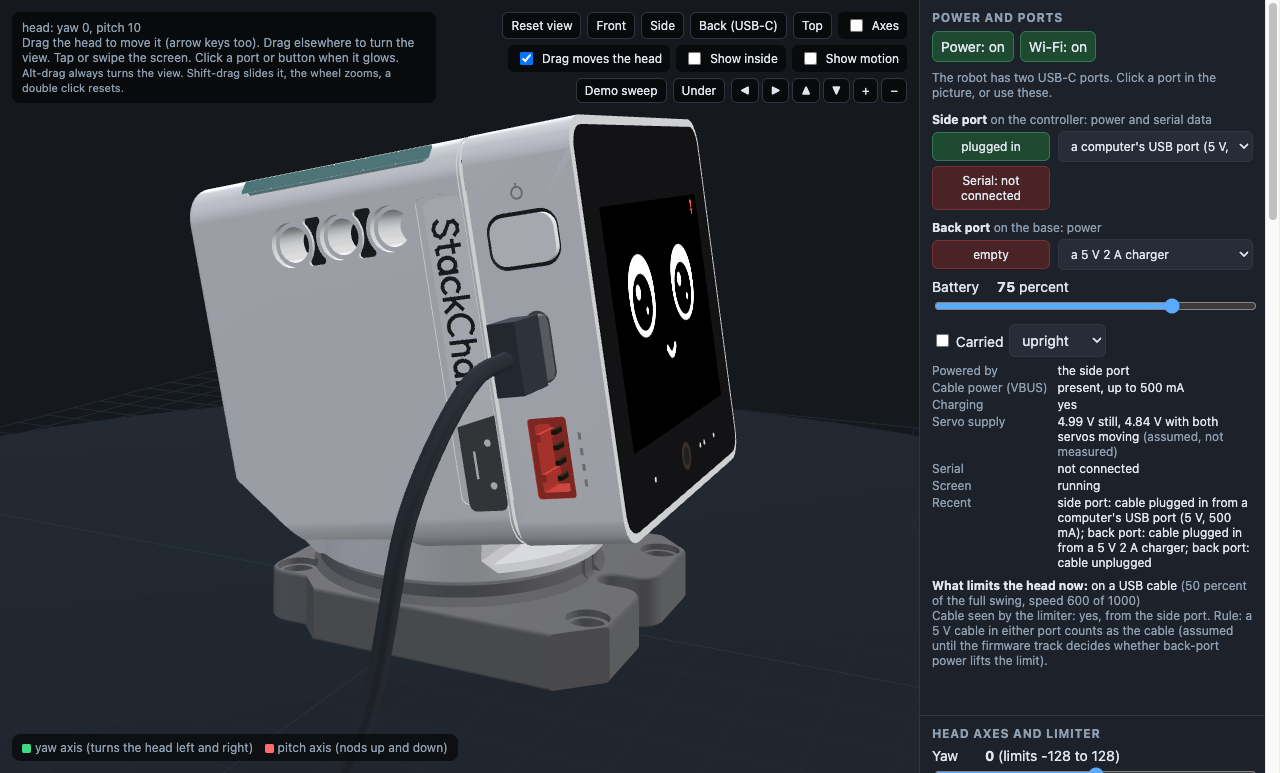 head: yaw 0, pitch 10
Drag the head to move it (arrow keys too). Drag elsewhere to turn the
view. Tap or swipe the screen. Click a port or button when it glows.
Alt-drag always turns the view. Shift-drag slides it, the wheel zooms, a
double click resets.
Reset view
Front
Side
Back (USB-C)
Top
Axes
Drag moves the head
Show inside
Show motion
Demo sweep
Under
◀
▶
▲
▼
+
−
StackCha
yaw axis (turns the head left and right)
pitch axis (nods up and down)
POWER AND PORTS
Power: on
Wi-Fi: on
The robot has two USB-C ports. Click a port in the
picture, or use these.
Side port on the controller: power and serial data
plugged in
a computer's USB port (5 V,
Serial: not
connected
Back port on the base: power
empty
a 5 V 2 A charger
Battery 75 percent
Carried
upright
Powered by the side port
Cable power (VBUS) present, up to 500 mA
Charging yes
Servo supply 4.99 V still, 4.84 V with both
servos moving (assumed, not
measured)
Serial not connected
Screen running
Recent side port: cable plugged in from a
computer's USB port (5 V, 500
mA); back port: cable plugged in
from a 5 V 2 A charger; back port:
cable unplugged
What limits the head now: on a USB cable (50 percent
of the full swing, speed 600 of 1000)
Cable seen by the limiter: yes, from the side port. Rule: a
5 V cable in either port counts as the cable (assumed
until the firmware track decides whether back-port
power lifts the limit).
HEAD AXES AND LIMITER
Yaw 0 (limits -128 to 128)